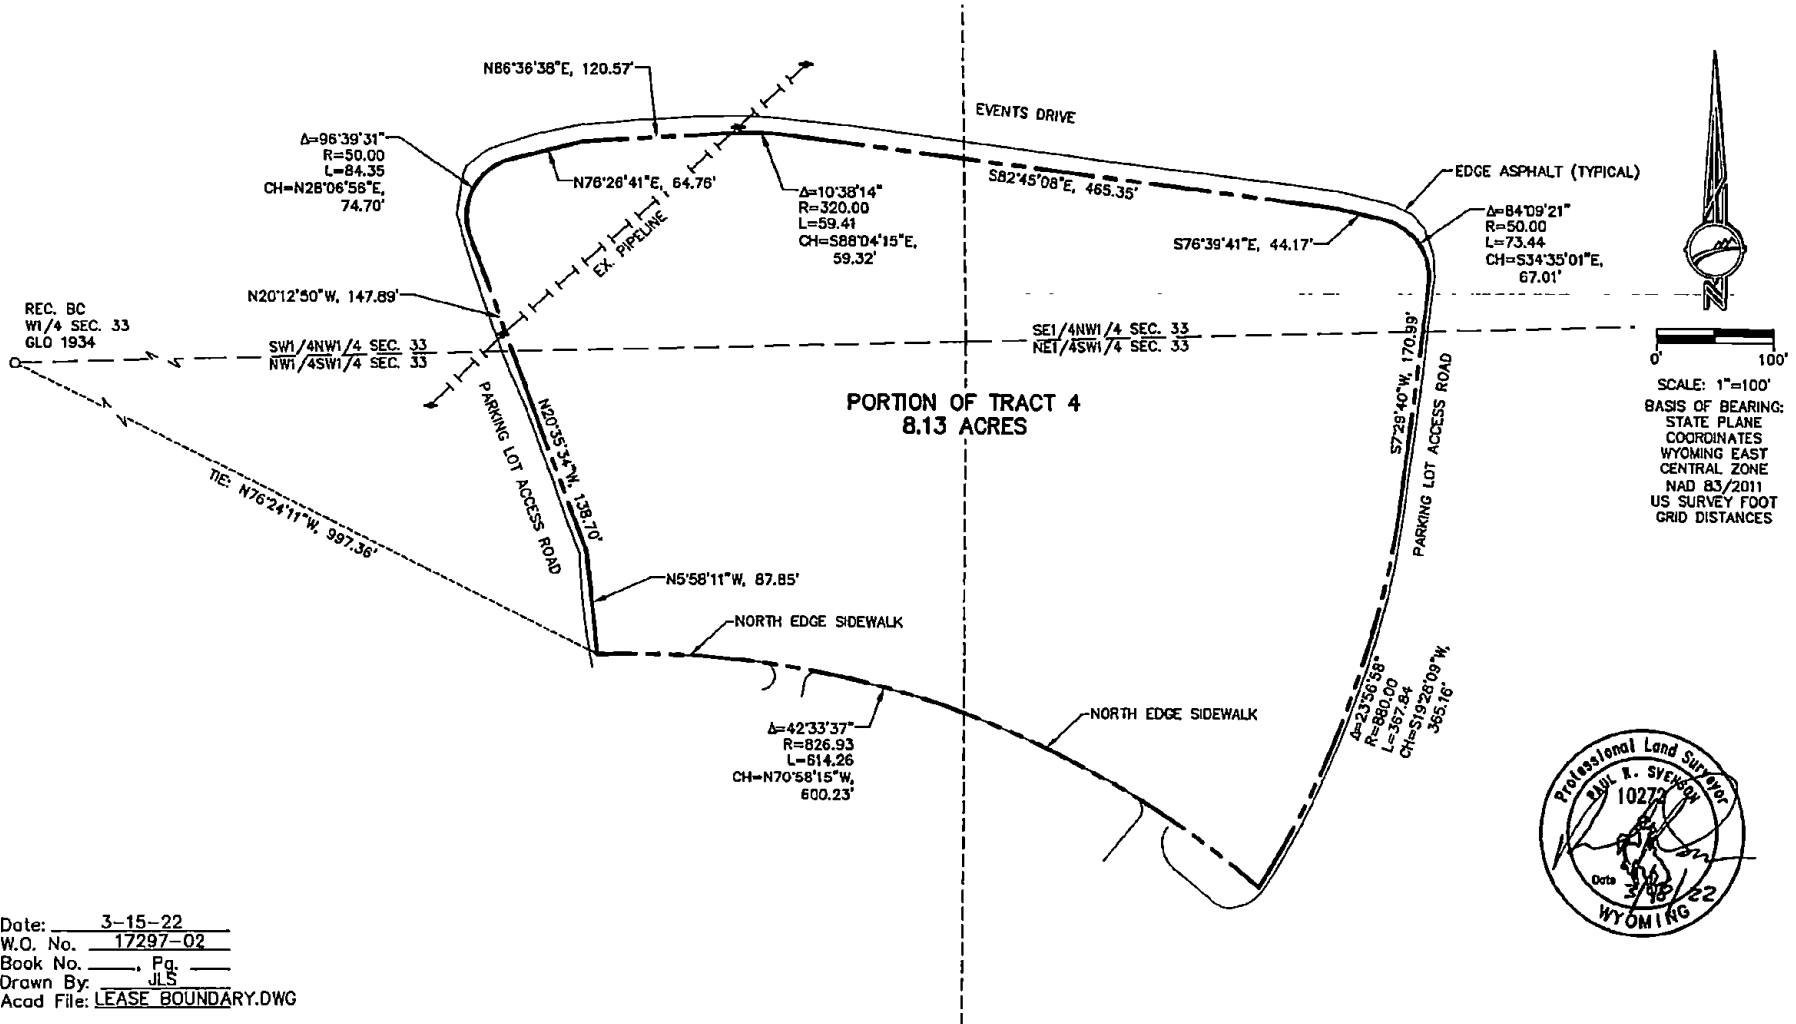 N86°36'38"E, 120.57'
EVENTS DRIVE
Δ=96°39'31"
R=50.00
L=84.35
CH=N28°06'56"E,
74.70'
N76°26'41"E, 64.76'
Δ=10°38'14"
R=320.00
L=59.41
CH=S88°04'15"E,
59.32'
S82°45'08"E, 465.35'
EDGE ASPHALT (TYPICAL)
Δ=84°09'21"
R=50.00
L=73.44
CH=S34°35'01"E,
67.01'
S76°39'41"E, 44.17'
EX. PIPELINE
N20°12'50"W, 147.89'
REC. BC
W1/4 SEC. 33
GLO 1934
SW1/4NW1/4 SEC. 33
NW1/4SW1/4 SEC. 33
SE1/4NW1/4 SEC. 33
NE1/4SW1/4 SEC. 33
S7°29'40"W, 170.99'
PARKING LOT ACCESS ROAD
0'
100'
SCALE: 1"=100'
BASIS OF BEARING:
STATE PLANE
COORDINATES
WYOMING EAST
CENTRAL ZONE
NAD 83/2011
US SURVEY FOOT
GRID DISTANCES
PORTION OF TRACT 4
8.13 ACRES
PARKING LOT ACCESS ROAD
N20°35'34"W, 138.70'
TIE: N76°24'11"W, 997.36'
N5°58'11"W, 87.85'
NORTH EDGE SIDEWALK
NORTH EDGE SIDEWALK
Δ=42°33'37"
R=826.93
L=614.26
CH=N70°58'15"W,
600.23'
Δ=23°56'58"
R=880.00
L=367.84
CH=S19°28'09"W,
365.16'
Professional Land Surveyor
PAUL R. SVENSON
10272
Date
22
WYOMING
Date: 3-15-22
W.O. No. 17297-02
Book No. ____, Pg. ____
Drawn By: JLS
Acad File: LEASE BOUNDARY.DWG